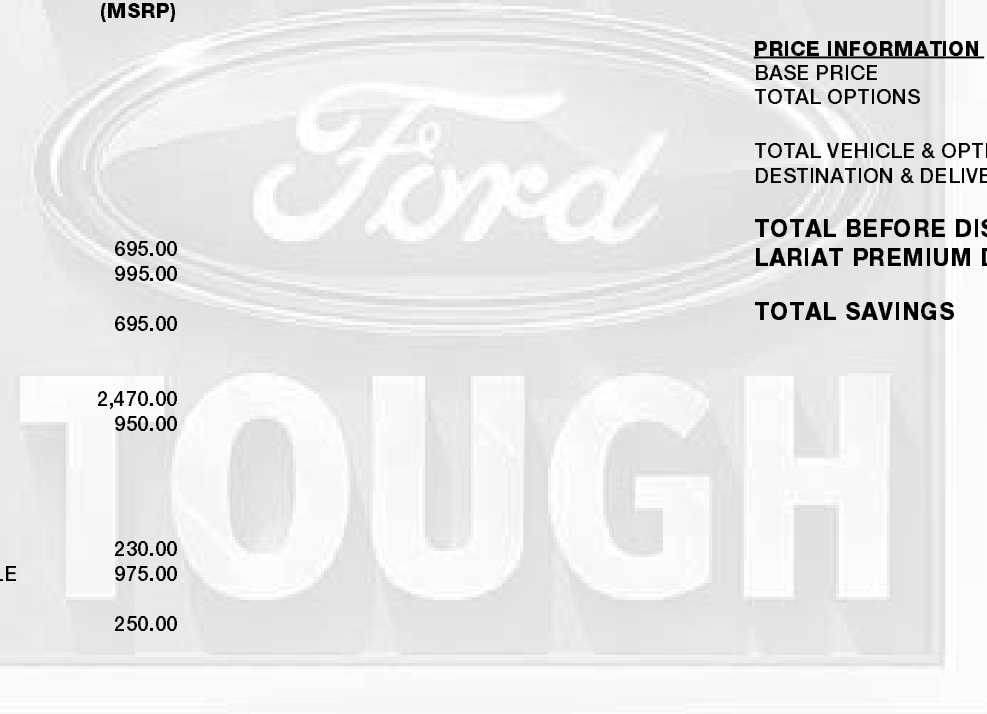 (MSRP)
PRICE INFORMATION
BASE PRICE
TOTAL OPTIONS
TOTAL VEHICLE & OPTI
DESTINATION & DELIVE
TOTAL BEFORE DIS
LARIAT PREMIUM D
TOTAL SAVINGS
Ford
695.00
995.00
695.00
2,470.00
950.00
230.00
LE 975.00
250.00
TOUGH